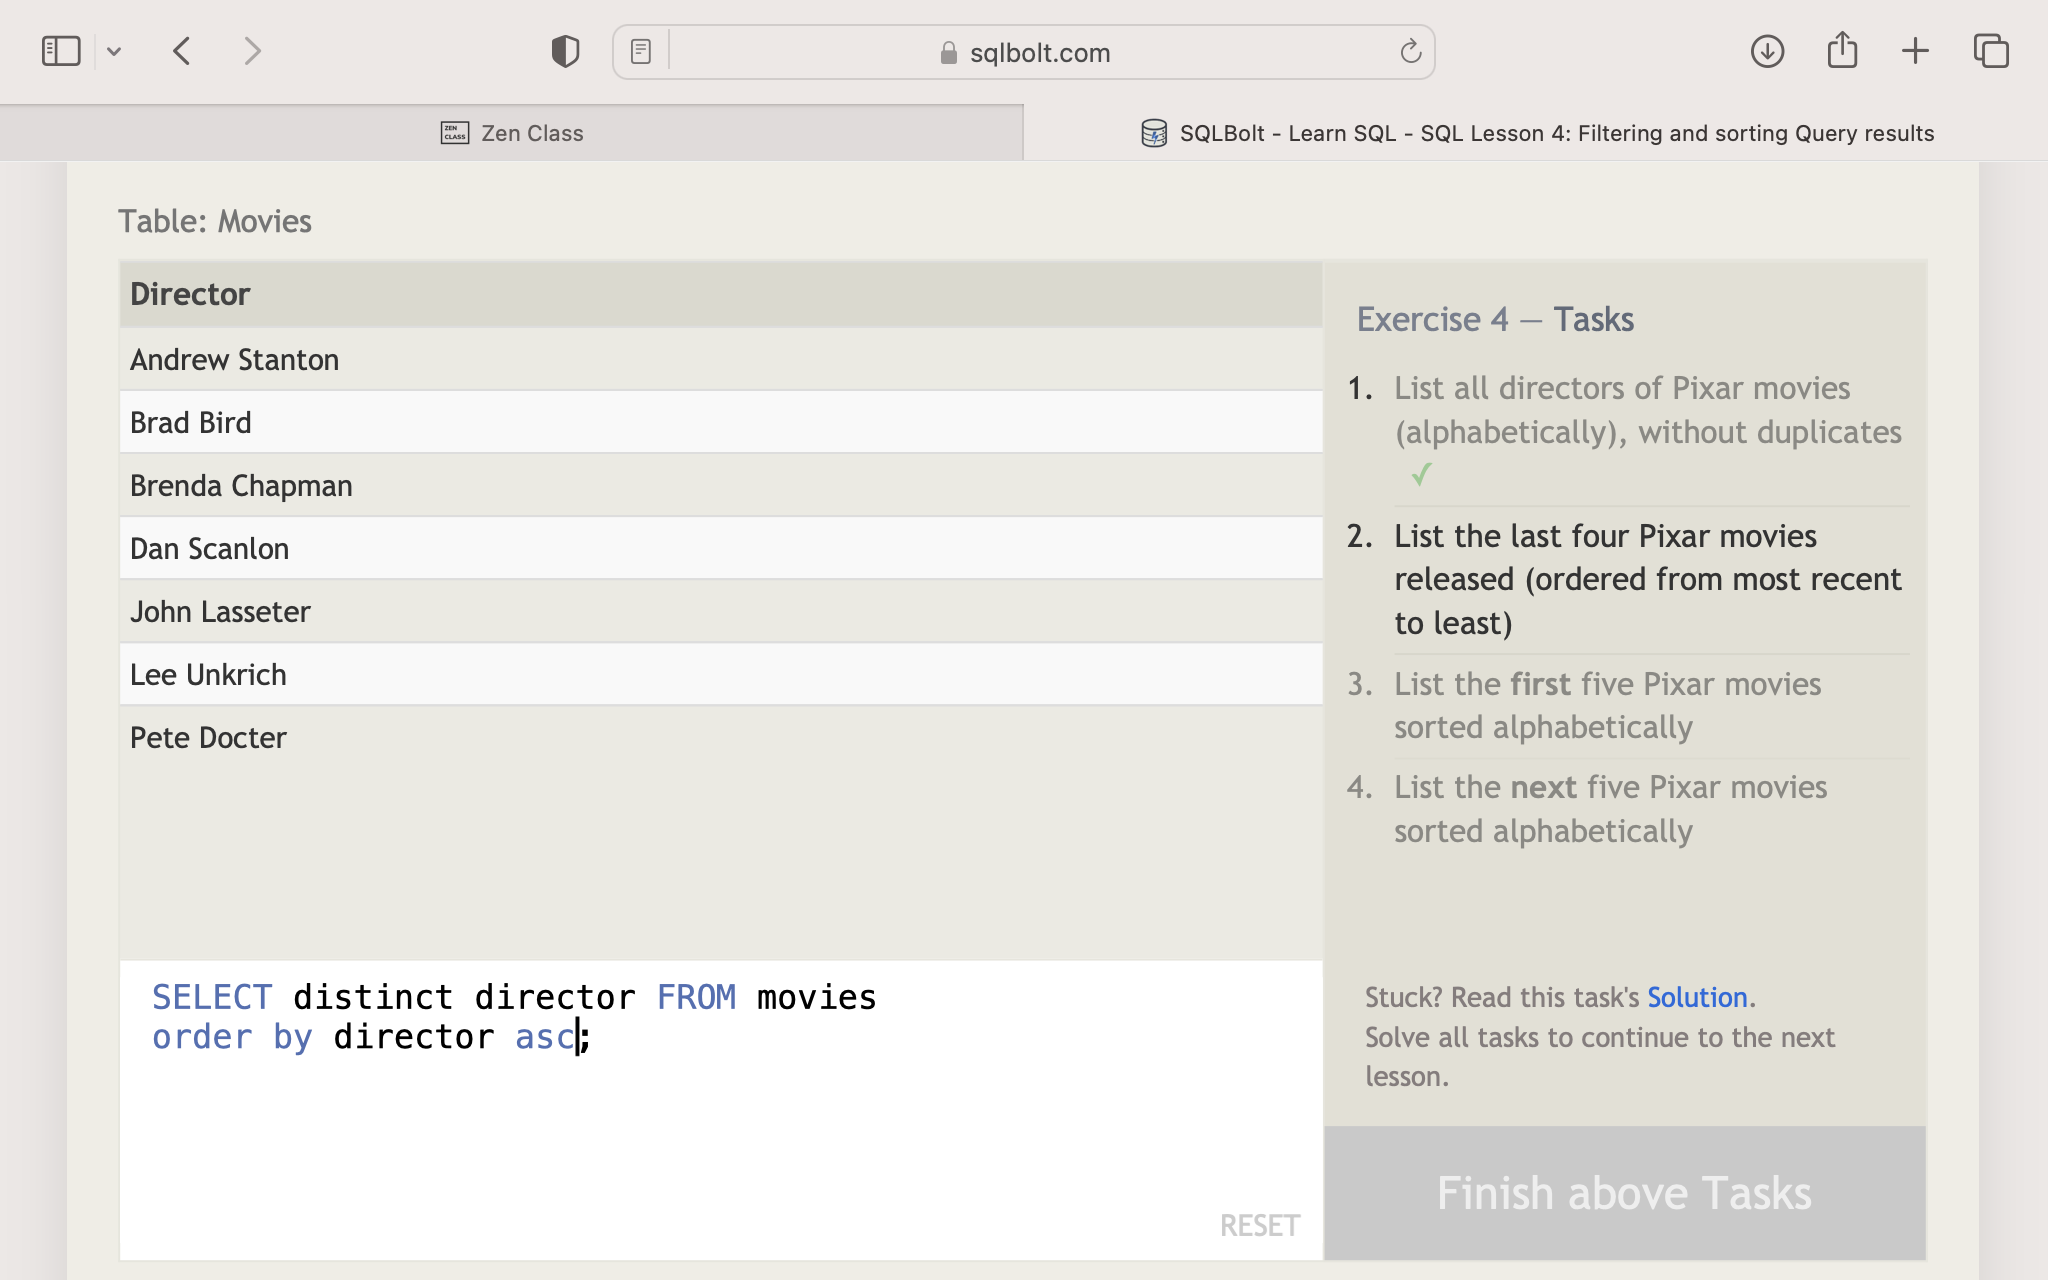 sqlbolt.com
ZEN CLASS Zen Class
SQLBolt - Learn SQL - SQL Lesson 4: Filtering and sorting Query results
Table: Movies
Director
Andrew Stanton
Brad Bird
Brenda Chapman
Dan Scanlon
John Lasseter
Lee Unkrich
Pete Docter
SELECT distinct director FROM movies
order by director asc;
RESET
Exercise 4 — Tasks
1. List all directors of Pixar movies
(alphabetically), without duplicates
✓
2. List the last four Pixar movies
released (ordered from most recent
to least)
3. List the first five Pixar movies
sorted alphabetically
4. List the next five Pixar movies
sorted alphabetically
Stuck? Read this task's Solution.
Solve all tasks to continue to the next
lesson.
Finish above Tasks